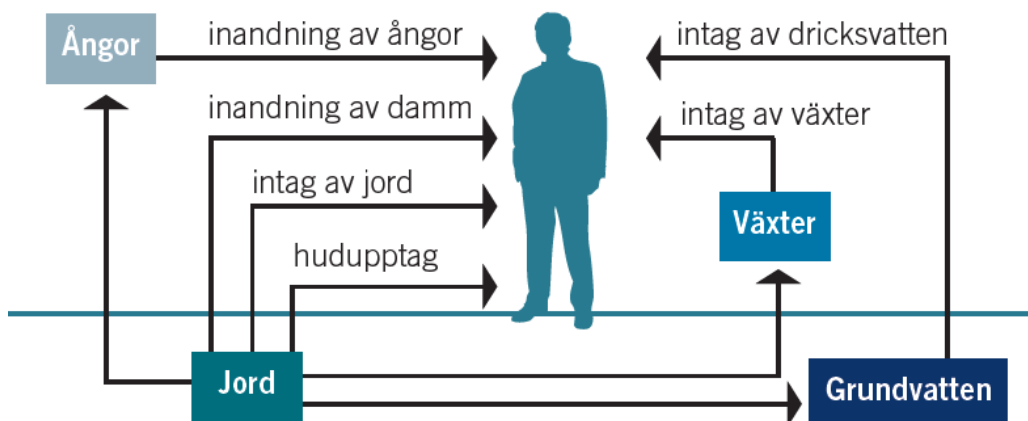 Ångor
inandning av ångor
intag av dricksvatten
inandning av damm
intag av växter
intag av jord
Växter
hudupptag
Jord
Grundvatten